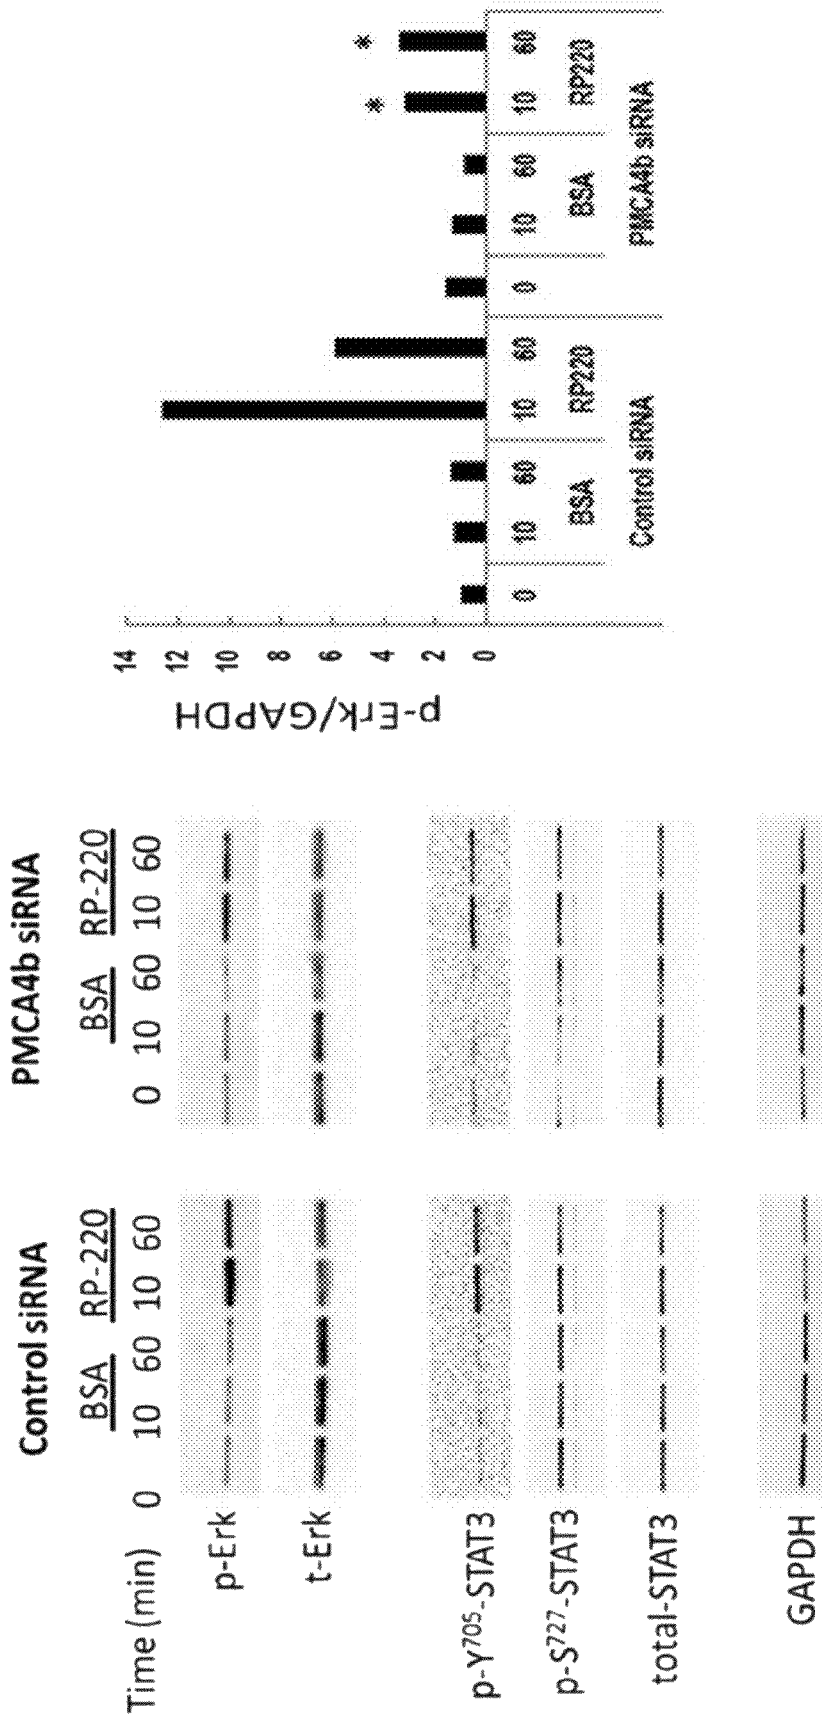 Control siRNA
PMCA4b siRNA
BSA RP-220 BSA RP-220
Time (min) 0 10 60 10 60 0 10 60 10 60
p-Erk
t-Erk
p-Y⁷⁰⁵-STAT3
p-S⁷²⁷-STAT3
total-STAT3
GAPDH
p-Erk/GAPDH
14
12
10
8
6
4
2
0
* *
0 10 60 10 60 0 10 60 10 60
BSA RP220 BSA RP220
Control siRNA PMCA4b siRNA